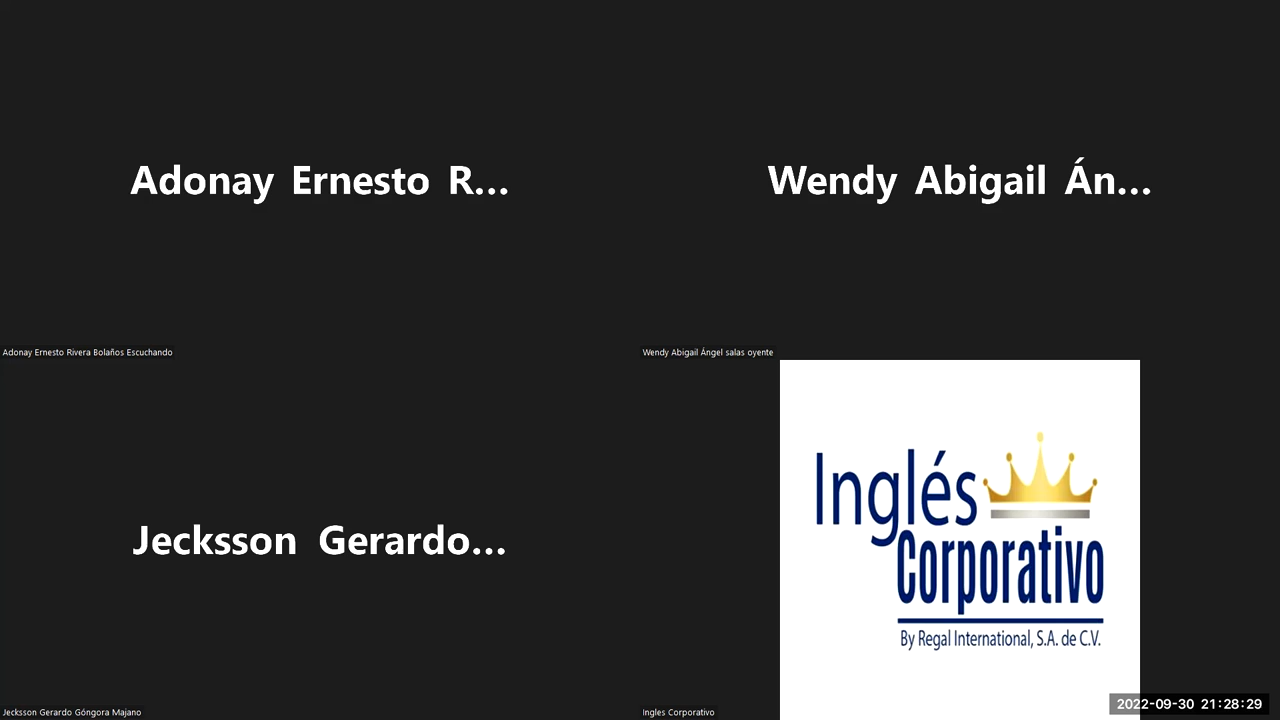 Adonay Ernesto R...
Wendy Abigail Án...
Adonay Ernesto Rivera Bolaños Escuchando
Wendy Abigail Ángel salas oyente
Jecksson Gerardo...
Inglés
Corporativo
By Regal International, S.A. de C.V.
Jecksson Gerardo Góngora Majano
Ingles Corporativo
2022-09-30 21:28:29